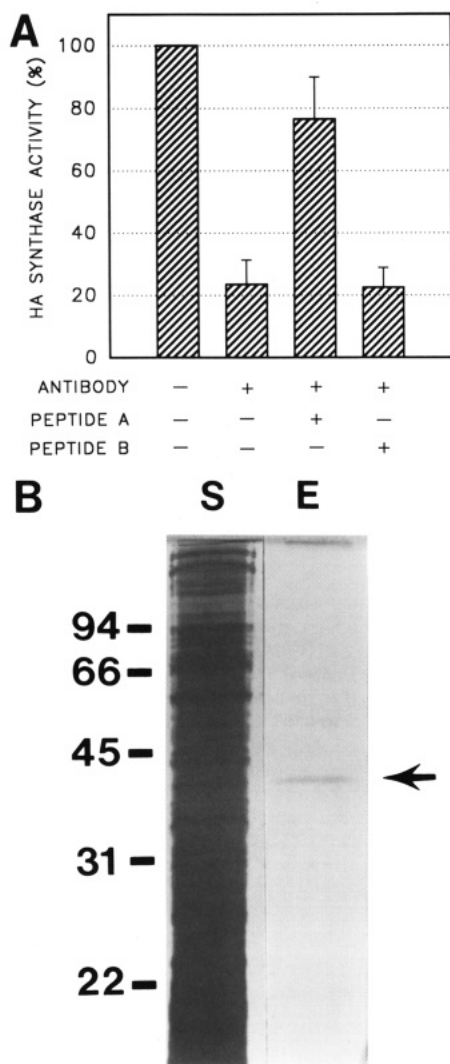 A
HA SYNTHASE ACTIVITY (%)
100
80
60
40
20
0
ANTIBODY – + + +
PEPTIDE A – – + –
PEPTIDE B – – – +
B
S E
94
66
45
31
22